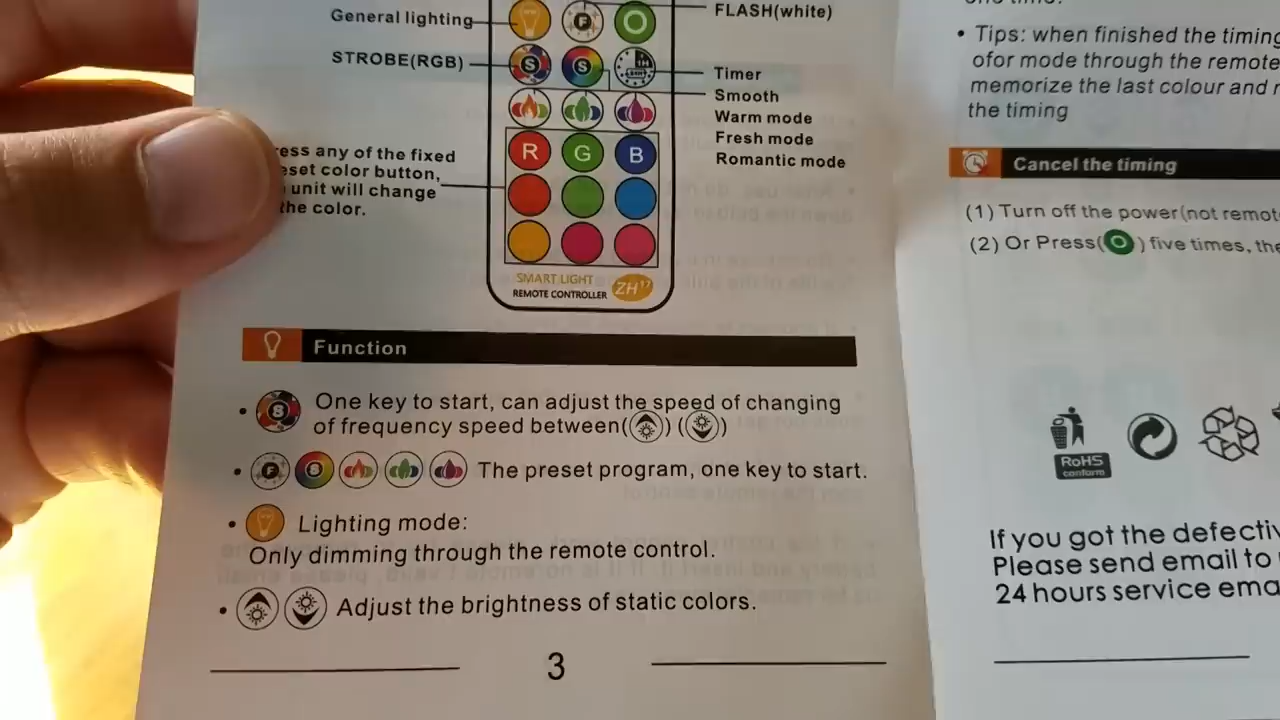 General lighting
FLASH(white)
STROBE(RGB)
Timer
Smooth
Warm mode
Fresh mode
Romantic mode
ess any of the fixed
eset color button,
unit will change
the color.
F
S
S
24H
R
G
B
SMART LIGHT
REMOTE CONTROLLER
ZH17
Function
• S One key to start, can adjust the speed of changing
of frequency speed between( ) ( )
• F S The preset program, one key to start.
• Lighting mode:
Only dimming through the remote control.
• Adjust the brightness of static colors.
3
one time.
• Tips: when finished the timing
ofor mode through the remote
memorize the last colour and r
the timing
Cancel the timing
(1) Turn off the power(not remot
(2) Or Press( ) five times, the
RoHS
conform
If you got the defectiv
Please send email to
24 hours service ema